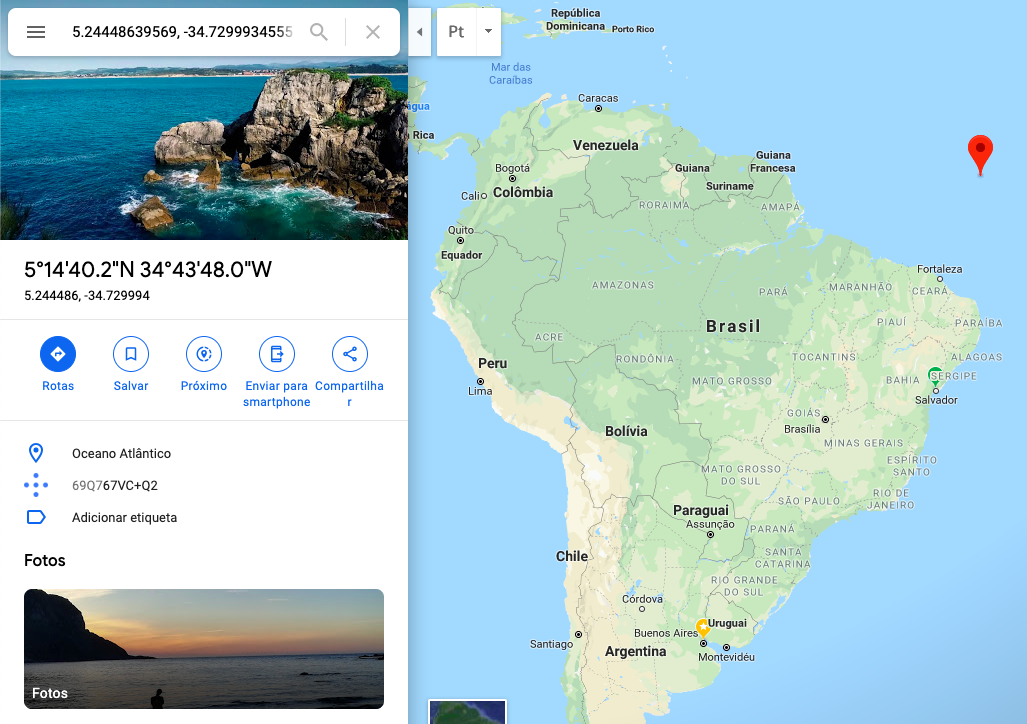 5.24448639569, -34.7299934555
Pt
5°14'40.2"N 34°43'48.0"W
5.244486, -34.729994
Rotas
Salvar
Próximo
Enviar para
smartphone
Compartilha
r
Oceano Atlântico
69Q767VC+Q2
Adicionar etiqueta
Fotos
Fotos
República
Dominicana
Porto Rico
Mar das
Caraíbas
água
Rica
Caracas
Venezuela
Guiana
Guiana
Francesa
Suriname
Bogotá
Colômbia
Cali
RORAIMA
AMAPÁ
Quito
Equador
Fortaleza
AMAZONAS
PARÁ
MARANHÃO
CEARÁ
PIAUÍ
PARAÍBA
Brasil
ACRE
RONDÔNIA
TOCANTINS
ALAGOAS
Peru
Lima
MATO GROSSO
BAHIA
SERGIPE
Salvador
GOIÁS
Brasília
Bolívia
MINAS GERAIS
ESPÍRITO
SANTO
MATO GROSSO
DO SUL
SÃO PAULO
RIO DE
JANEIRO
Paraguai
Assunção
PARANÁ
Chile
SANTA
CATARINA
RIO GRANDE
DO SUL
Córdova
Uruguai
Buenos Aires
Santiago
Argentina
Montevidéu